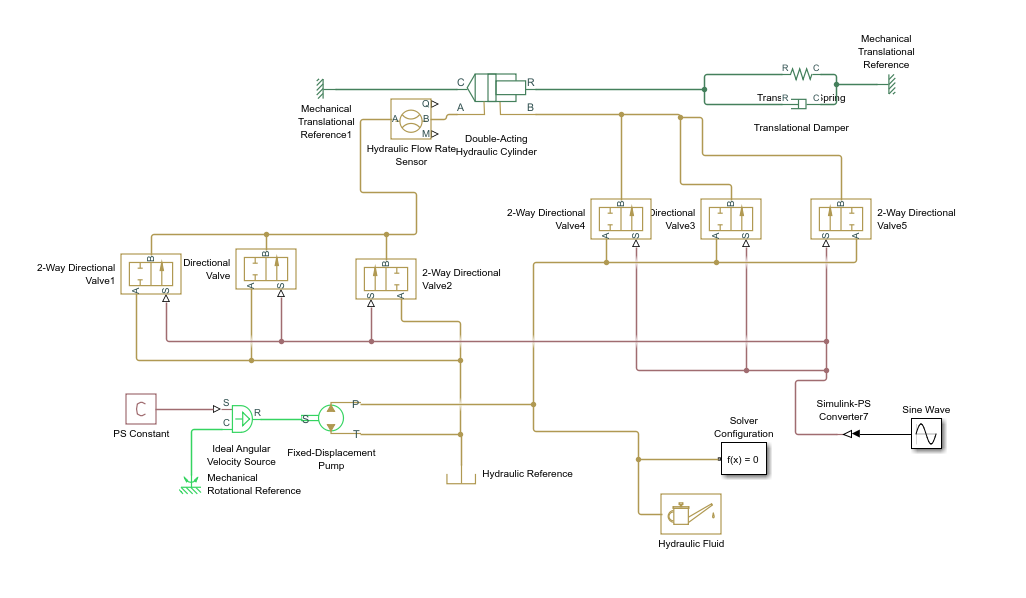 Mechanical
Translational
Reference
C
R
R
C
Mechanical
Translational
Reference1
Q
A
B
M
A
B
R
C
Trans
pring
Translational Damper
Hydraulic Flow Rate
Sensor
Double-Acting
Hydraulic Cylinder
2-Way Directional
Valve4
B
A
S
Directional
Valve3
B
A
S
B
S
A
2-Way Directional
Valve5
2-Way Directional
Valve1
B
A
S
Directional
Valve
B
A
S
B
S
A
2-Way Directional
Valve2
C
PS Constant
S
C
R
Ideal Angular
Velocity Source
S
P
T
Fixed-Displacement
Pump
Mechanical
Rotational Reference
Hydraulic Reference
Solver
Configuration
f(x) = 0
Simulink-PS
Converter7
Sine Wave
Hydraulic Fluid